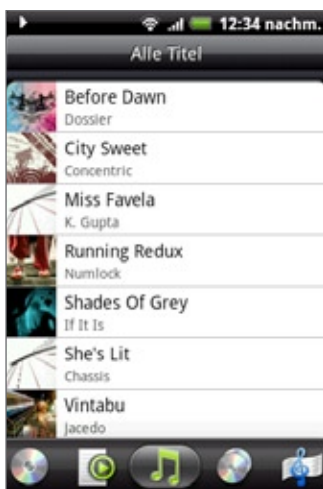 12:34 nachm.
Alle Titel
Before Dawn
Dossier
City Sweet
Concentric
Miss Favela
K. Gupta
Running Redux
Numlock
Shades Of Grey
If It Is
She's Lit
Chassis
Vintabu
Jacedo